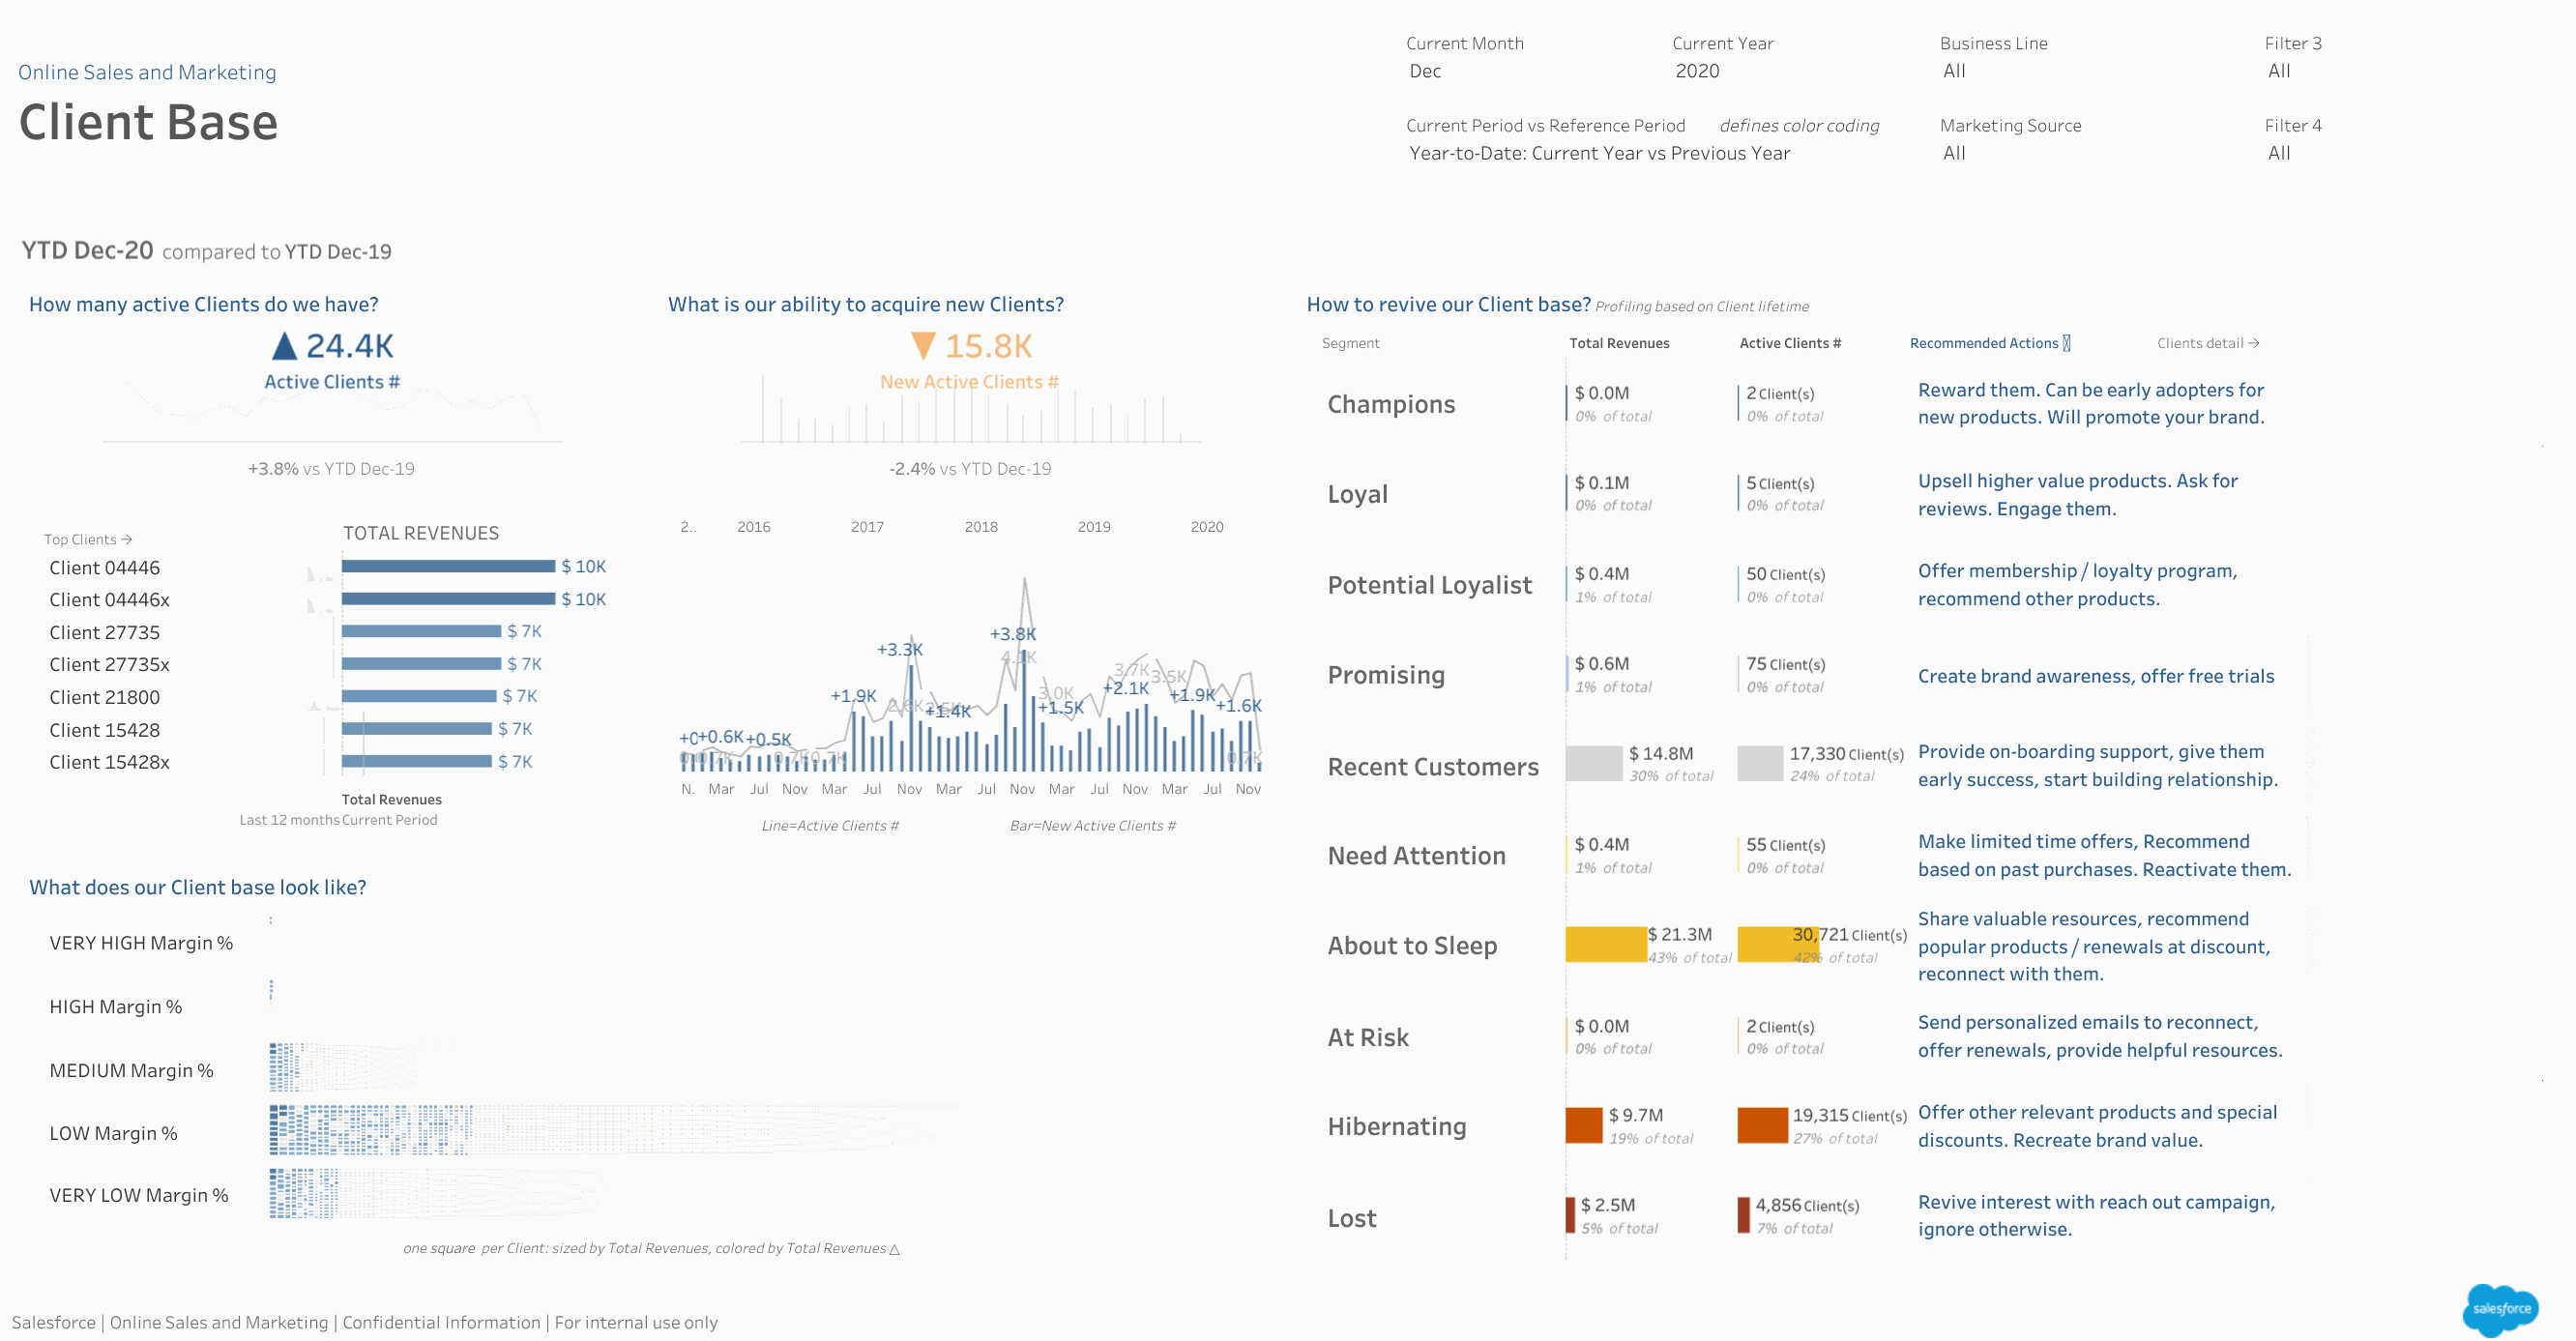 Online Sales and Marketing
Client Base
Current Month
Dec
Current Year
2020
Business Line
All
Filter 3
All
Current Period vs Reference Period defines color coding
Year-to-Date: Current Year vs Previous Year
Marketing Source
All
Filter 4
All
YTD Dec-20 compared to YTD Dec-19
How many active Clients do we have?
▲ 24.4K
Active Clients #
+3.8% vs YTD Dec-19
Top Clients →
TOTAL REVENUES
Client 04446 $ 10K
Client 04446x $ 10K
Client 27735 $ 7K
Client 27735x $ 7K
Client 21800 $ 7K
Client 15428 $ 7K
Client 15428x $ 7K
Total Revenues
Last 12 months Current Period
What is our ability to acquire new Clients?
▼ 15.8K
New Active Clients #
-2.4% vs YTD Dec-19
2.. 2016 2017 2018 2019 2020
+3.8K
+3.3K
4.1K
3.7K
3.5K
+1.9K
3.0K
+2.1K
+1.9K
2.6K
+1.4K
+1.5K
+1.6K
+0.6K
+0.5K
0.7K
0.7K
0.7K
N. Mar Jul Nov Mar Jul Nov Mar Jul Nov Mar Jul Nov Mar Jul Nov
Line=Active Clients # Bar=New Active Clients #
What does our Client base look like?
VERY HIGH Margin %
HIGH Margin %
MEDIUM Margin %
LOW Margin %
VERY LOW Margin %
one square per Client: sized by Total Revenues, colored by Total Revenues △
How to revive our Client base? Profiling based on Client lifetime
Segment Total Revenues Active Clients # Recommended Actions Clients detail →
Champions
$ 0.0M
0% of total
2 Client(s)
0% of total
Reward them. Can be early adopters for
new products. Will promote your brand.
Loyal
$ 0.1M
0% of total
5 Client(s)
0% of total
Upsell higher value products. Ask for
reviews. Engage them.
Potential Loyalist
$ 0.4M
1% of total
50 Client(s)
0% of total
Offer membership / loyalty program,
recommend other products.
Promising
$ 0.6M
1% of total
75 Client(s)
0% of total
Create brand awareness, offer free trials
Recent Customers
$ 14.8M
30% of total
17,330 Client(s)
24% of total
Provide on-boarding support, give them
early success, start building relationship.
Need Attention
$ 0.4M
1% of total
55 Client(s)
0% of total
Make limited time offers, Recommend
based on past purchases. Reactivate them.
About to Sleep
$ 21.3M
43% of total
30,721 Client(s)
42% of total
Share valuable resources, recommend
popular products / renewals at discount,
reconnect with them.
At Risk
$ 0.0M
0% of total
2 Client(s)
0% of total
Send personalized emails to reconnect,
offer renewals, provide helpful resources.
Hibernating
$ 9.7M
19% of total
19,315 Client(s)
27% of total
Offer other relevant products and special
discounts. Recreate brand value.
Lost
$ 2.5M
5% of total
4,856 Client(s)
7% of total
Revive interest with reach out campaign,
ignore otherwise.
Salesforce | Online Sales and Marketing | Confidential Information | For internal use only
salesforce